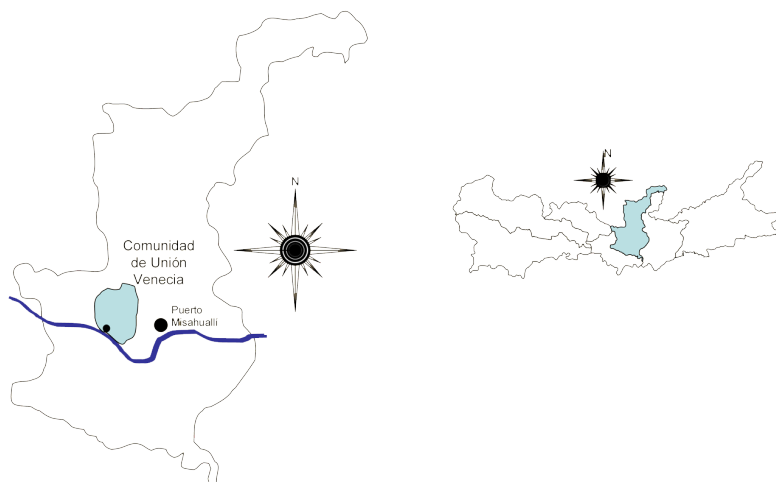 N
N
Comunidad
de Unión
Venecia
Puerto
Misahualli